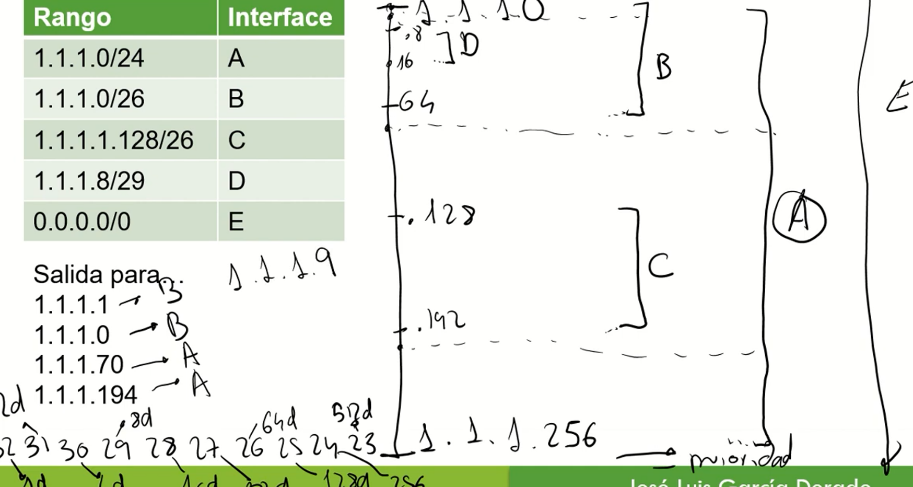 Rango Interface
1.1.1.0/24 A
1.1.1.0/26 B
1.1.1.1.128/26 C
1.1.1.8/29 D
0.0.0.0/0 E
Salida para...
1.1.1.1 → B
1.1.1.0 → B
1.1.1.70 → A
1.1.1.194 → A
1.1.1.9
1.1.1.0
.8
16
D
64
B
.128
C
.192
A
E
1.1.1.256
prioridad
8d 64d 512d
31 30 29 28 27 26 25 24 23
128d 256
José Luis García Dorado